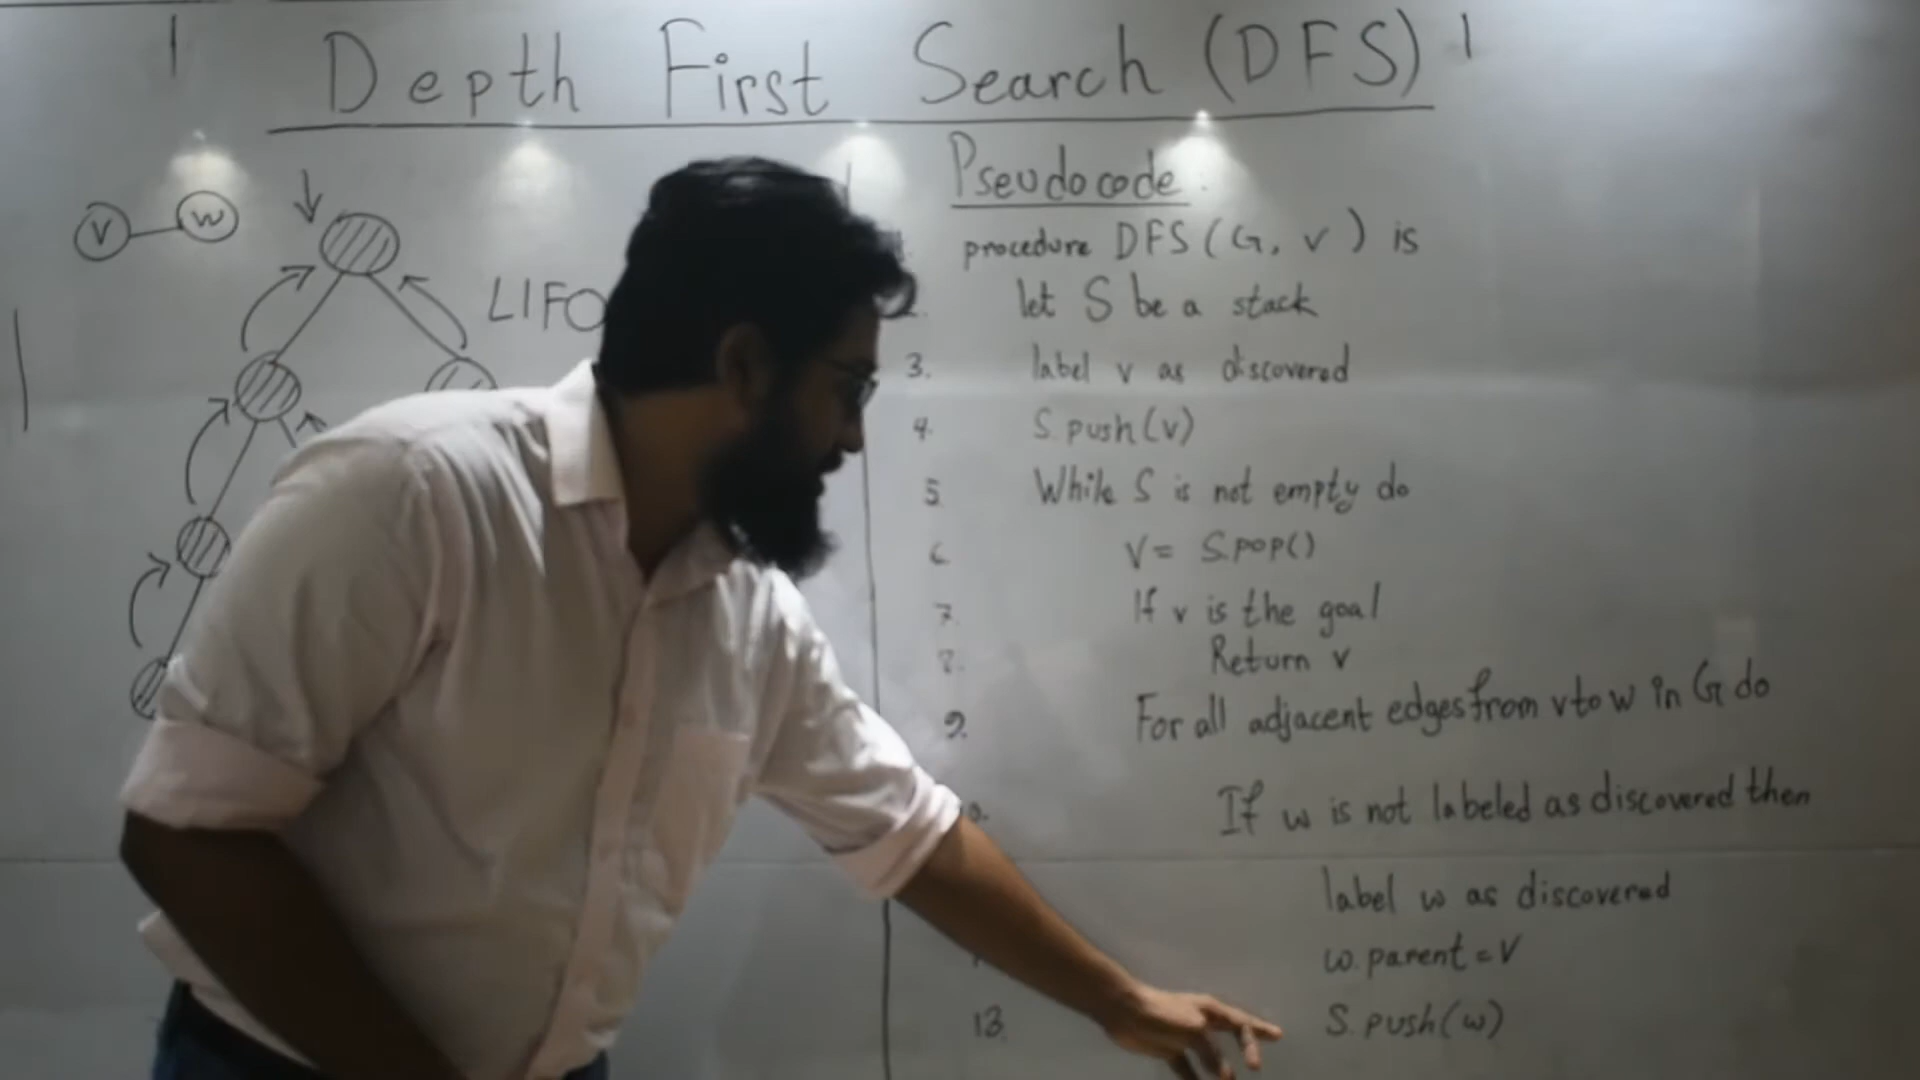 Depth First Search (DFS)
V
W
LIFO
Pseudocode
procedure DFS (G, v) is
let S be a stack
3. label v as discovered
4. S.push(v)
5 While S is not empty do
6 V = S.POP()
7. If v is the goal
8. Return v
9. For all adjacent edges from v to w in G do
If w is not labeled as discovered then
label w as discovered
w.parent = V
13. S.push(w)